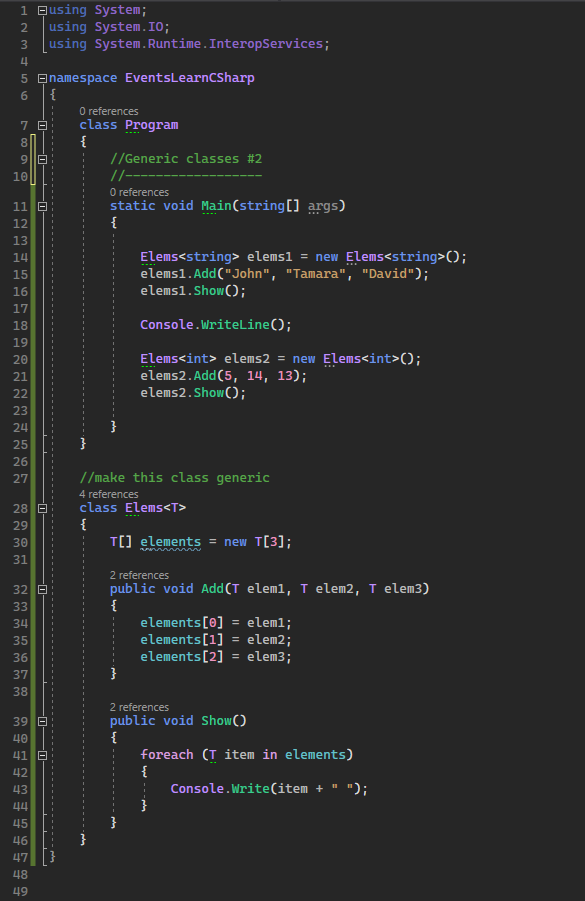 1 using System;
2 using System.IO;
3 using System.Runtime.InteropServices;
4
5 namespace EventsLearnCSharp
6 {
0 references
7 class Program
8 {
9 //Generic classes #2
10 //------------------
0 references
11 static void Main(string[] args)
12 {
13
14 Elems<string> elems1 = new Elems<string>();
15 elems1.Add("John", "Tamara", "David");
16 elems1.Show();
17
18 Console.WriteLine();
19
20 Elems<int> elems2 = new Elems<int>();
21 elems2.Add(5, 14, 13);
22 elems2.Show();
23
24 }
25 }
26
27 //make this class generic
4 references
28 class Elems<T>
29 {
30 T[] elements = new T[3];
31
2 references
32 public void Add(T elem1, T elem2, T elem3)
33 {
34 elements[0] = elem1;
35 elements[1] = elem2;
36 elements[2] = elem3;
37 }
38
2 references
39 public void Show()
40 {
41 foreach (T item in elements)
42 {
43 Console.Write(item + " ");
44 }
45 }
46 }
47 }
48
49